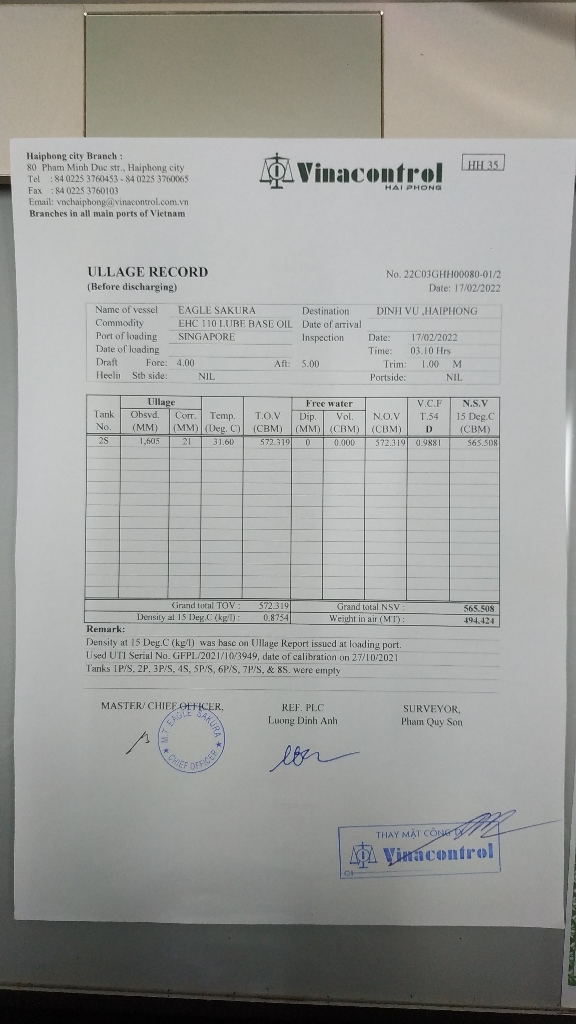 Haiphong city Branch :
80 Pham Minh Duc str., Haiphong city
Tel : 84 0225 3760453 - 84 0225 3760065
Fax : 84 0225 3760103
Email: vnchaiphong@vinacontrol.com.vn
Branches in all main ports of Vietnam
Vinacontrol
HAI PHONG
HH 35
ULLAGE RECORD
(Before discharging)
No. 22C03GHH00080-01/2
Date: 17/02/2022
Name of vessel EAGLE SAKURA Destination DINH VU ,HAIPHONG
Commodity EHC 110 LUBE BASE OIL Date of arrival
Port of loading SINGAPORE Inspection Date: 17/02/2022
Date of loading Time: 03.10 Hrs
Draft Fore: 4.00 Aft: 5.00 Trim: 1.00 M
Heelin Stb side: NIL Portside: NIL
Ullage Free water V.C.F N.S.V
Tank Obsvd. Corr. Temp. T.O.V Dip. Vol. N.O.V T.54 15 Deg.C
No. (MM) (MM) (Deg. C) (CBM) (MM) (CBM) (CBM) D (CBM)
2S 1,605 21 31.60 572.319 0 0.000 572.319 0.9881 565.508
Grand total TOV : 572.319 Grand total NSV : 565.508
Density at 15 Deg.C (kg/l) : 0.8754 Weight in air (MT) : 494.424
Remark:
Density at 15 Deg.C (kg/l) was base on Ullage Report issued at loading port.
Used UTI Serial No. GFPL/2021/10/3949, date of calibration on 27/10/2021
Tanks 1P/S, 2P, 3P/S, 4S, 5P/S, 6P/S, 7P/S, & 8S. were empty
MASTER/ CHIEF OFFICER, REF. PLC SURVEYOR,
Luong Dinh Anh Pham Quy Son
M.T EAGLE SAKURA
★ CHIEF OFFICER ★
THAY MẶT CÔNG TY
Vinacontrol